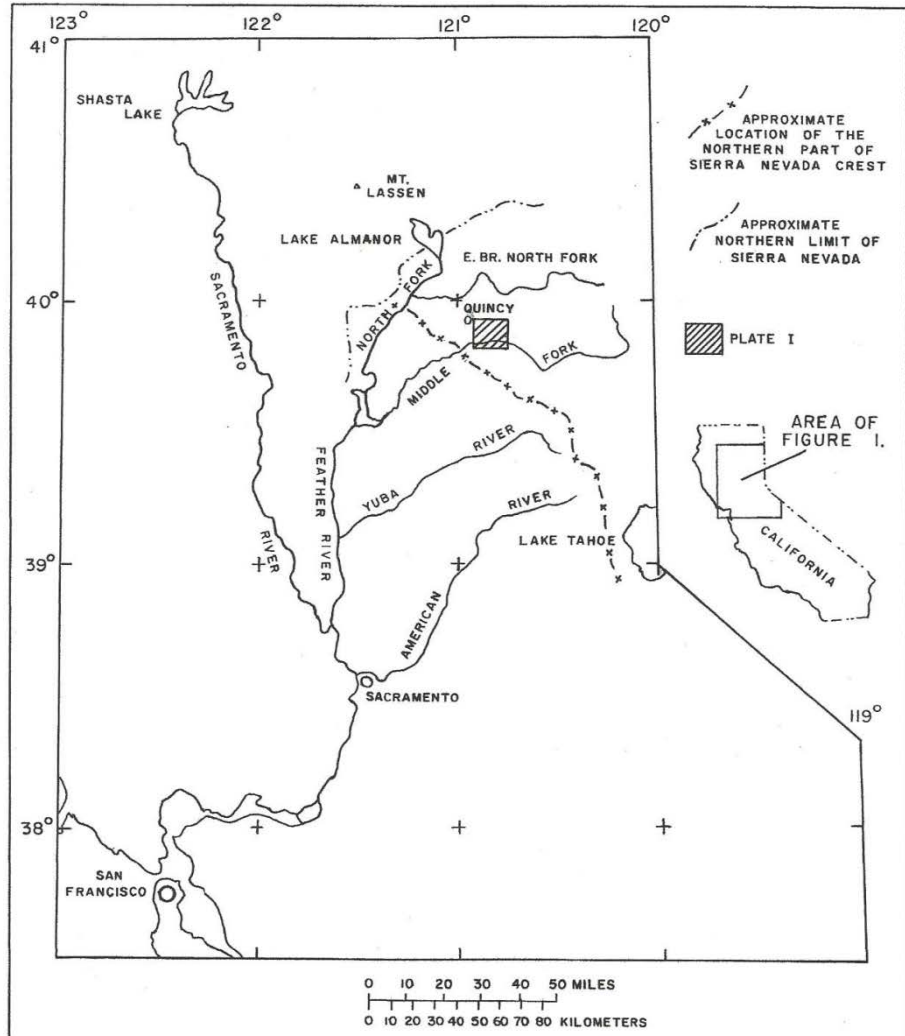 123°
122°
121°
120°
41°
SHASTA
LAKE
APPROXIMATE
LOCATION OF THE
NORTHERN PART OF
SIERRA NEVADA CREST
MT.
LASSEN
LAKE ALMANOR
APPROXIMATE
NORTHERN LIMIT OF
SIERRA NEVADA
E. BR. NORTH FORK
SACRAMENTO
RIVER
40°
NORTH FORK
QUINCY
PLATE I
MIDDLE FORK
AREA OF
FIGURE 1.
FEATHER RIVER
YUBA RIVER
AMERICAN RIVER
LAKE TAHOE
CALIFORNIA
39°
SACRAMENTO
119°
38°
SAN
FRANCISCO
0 10 20 30 40 50 MILES
0 10 20 30 40 50 60 70 80 KILOMETERS